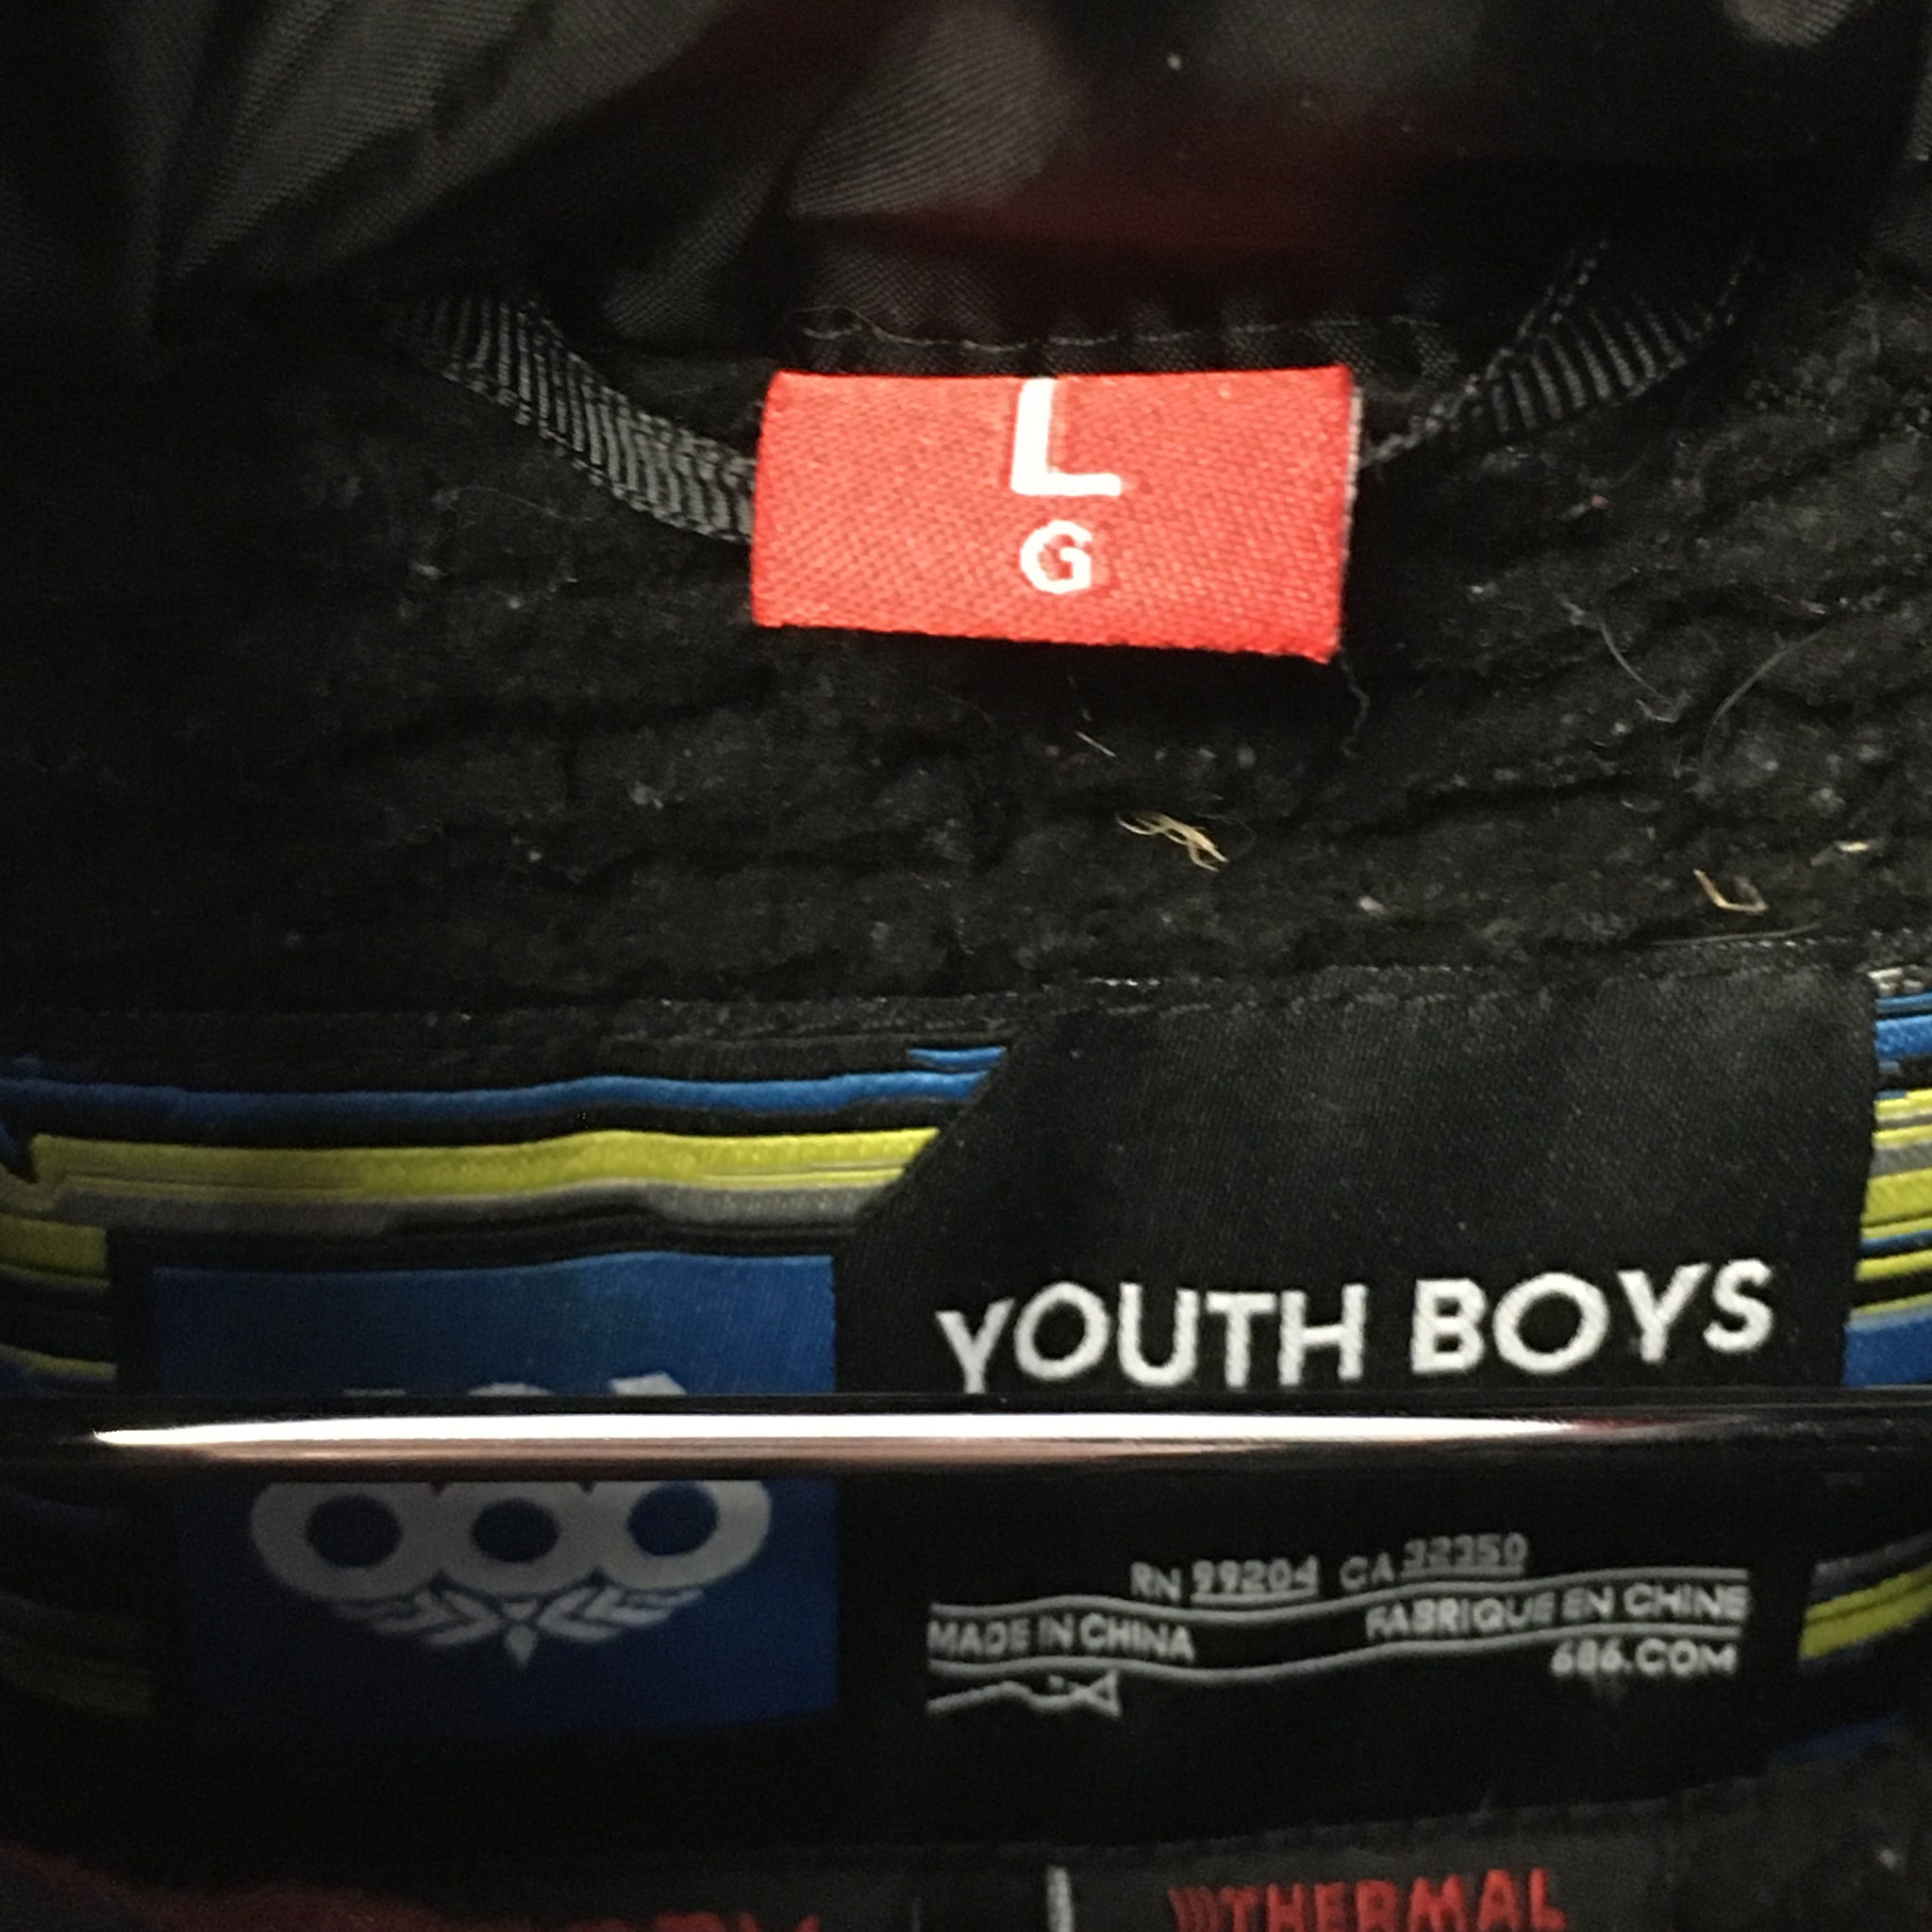 L
G
YOUTH BOYS
RN 99204 CA 32350
MADE IN CHINA FABRIQUE EN CHINE
686.COM
THERMAL